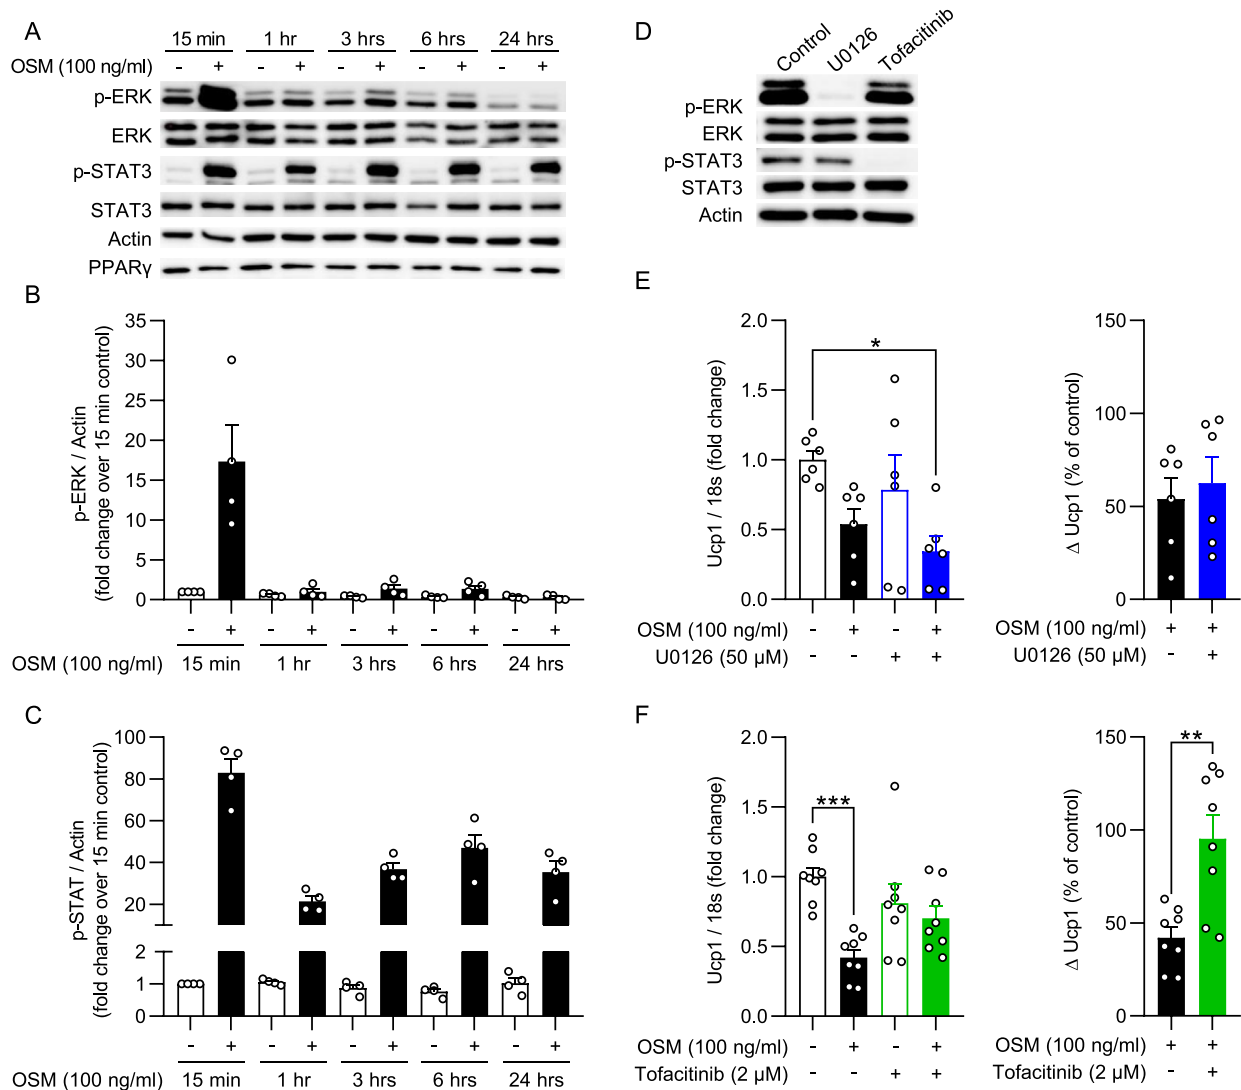 A
15 min 1 hr 3 hrs 6 hrs 24 hrs
OSM (100 ng/ml) - + - + - + - + - +
p-ERK
ERK
p-STAT3
STAT3
Actin
PPARγ
B
p-ERK / Actin
(fold change over 15 min control)
35
30
25
20
15
10
5
0
- + - + - + - + - +
OSM (100 ng/ml) 15 min 1 hr 3 hrs 6 hrs 24 hrs
C
p-STAT / Actin
(fold change over 15 min control)
100
80
60
40
20
2
1
0
- + - + - + - + - +
OSM (100 ng/ml) 15 min 1 hr 3 hrs 6 hrs 24 hrs
D
Control U0126 Tofacitinib
p-ERK
ERK
p-STAT3
STAT3
Actin
E
Ucp1 / 18s (fold change)
2.0
1.5
1.0
0.5
0.0
*
OSM (100 ng/ml) - + - +
U0126 (50 µM) - - + +
Δ Ucp1 (% of control)
150
100
50
0
OSM (100 ng/ml) + +
U0126 (50 µM) - +
F
Ucp1 / 18s (fold change)
2.0
1.5
1.0
0.5
0.0
***
OSM (100 ng/ml) - + - +
Tofacitinib (2 µM) - - + +
Δ Ucp1 (% of control)
150
100
50
0
**
OSM (100 ng/ml) + +
Tofacitinib (2 µM) - +